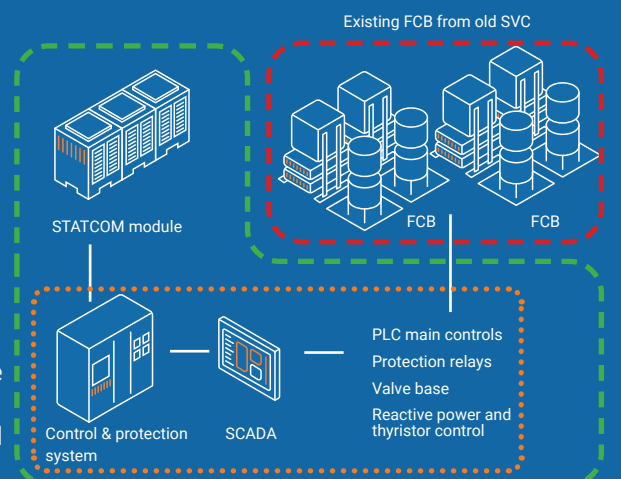 Existing FCB from old SVC
FCB
FCB
STATCOM module
PLC main controls
Protection relays
Valve base
Reactive power and
thyristor control
Control & protection
system
SCADA